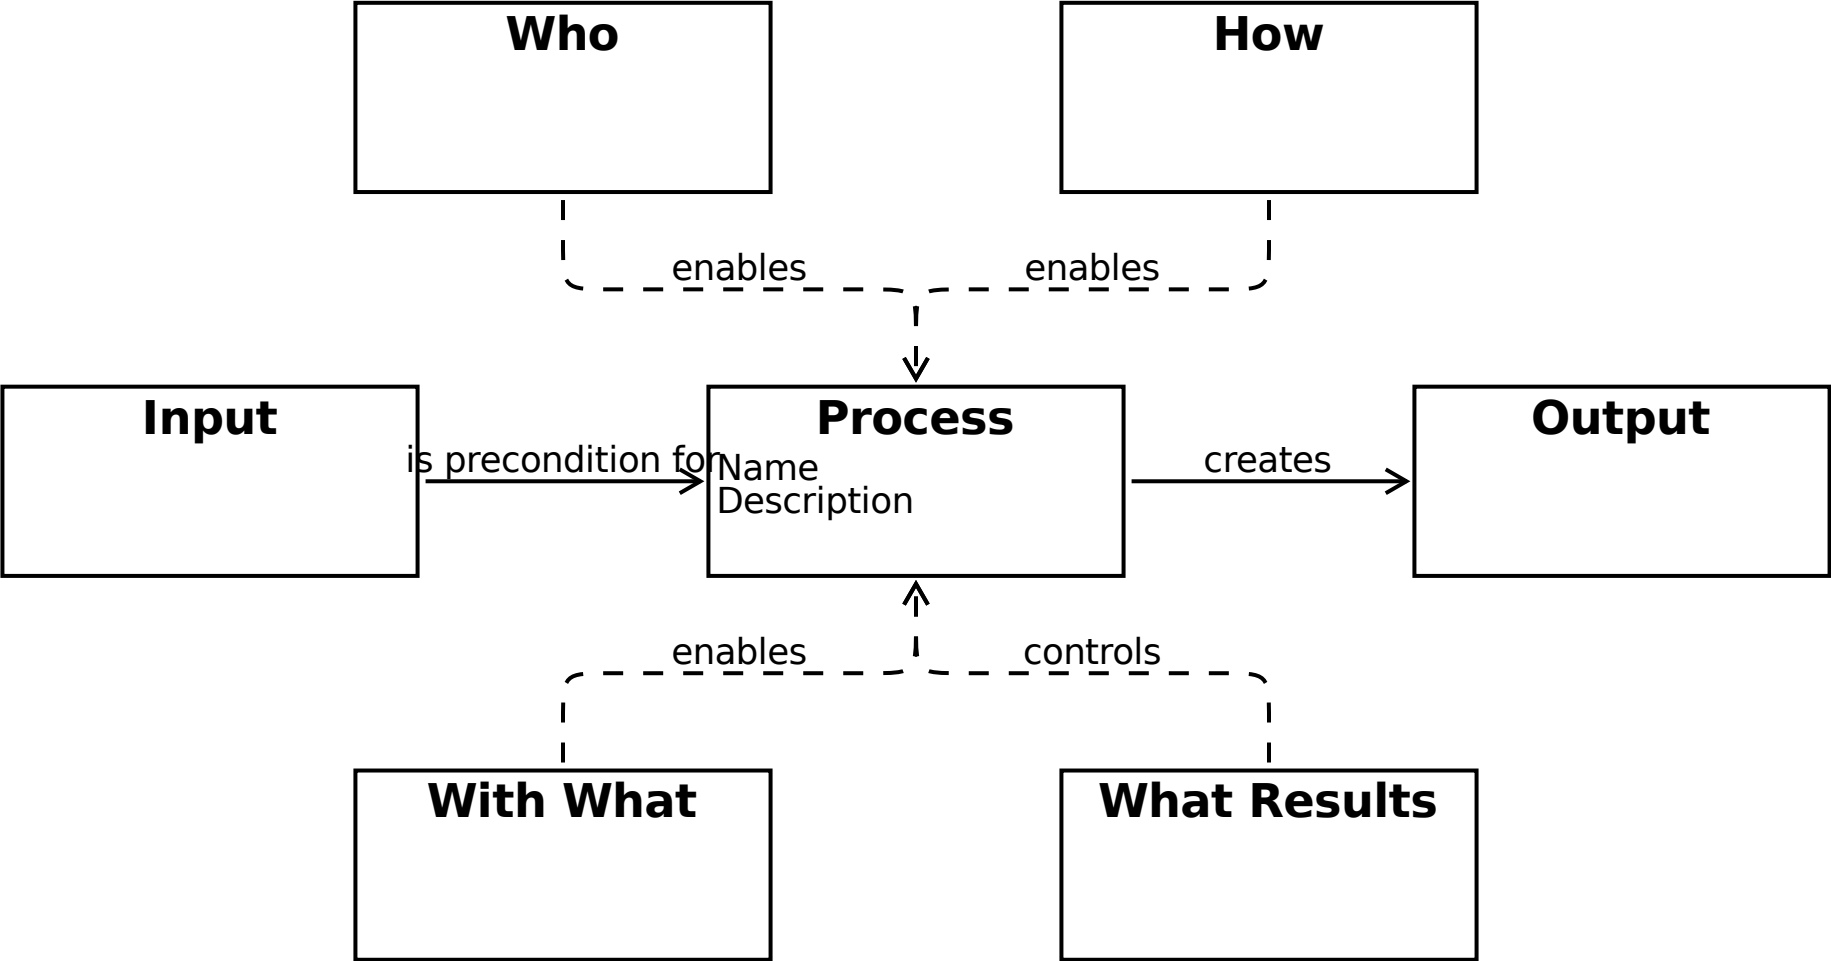 Who
How
enables
enables
Input
Process
Output
is precondition for
Name
Description
creates
enables
controls
With What
What Results